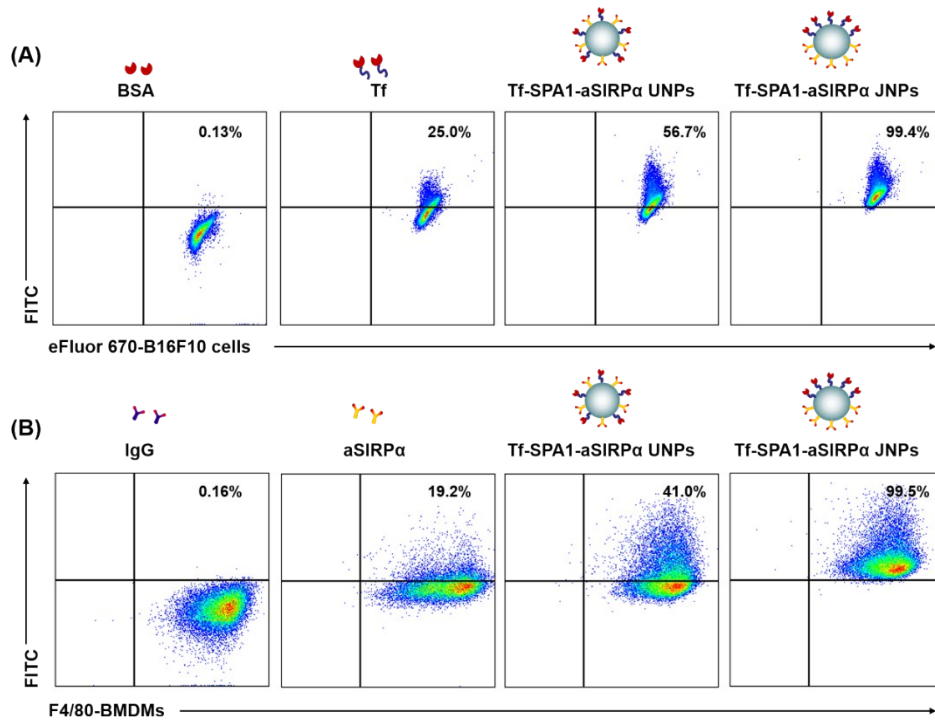 (A)
BSA
Tf
Tf-SPA1-aSIRPα UNPs
Tf-SPA1-aSIRPα JNPs
0.13%
25.0%
56.7%
99.4%
FITC
eFluor 670-B16F10 cells
(B)
IgG
aSIRPα
Tf-SPA1-aSIRPα UNPs
Tf-SPA1-aSIRPα JNPs
0.16%
19.2%
41.0%
99.5%
FITC
F4/80-BMDMs